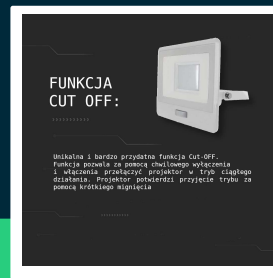 FUNKCJA
CUT OFF:
Unikalna i bardzo przydatna funkcja Cut-OFF.
Funkcja pozwala za pomocą chwilowego wyłączenia
i włączenia przełączyć projektor w tryb ciągłego
działania. Projektor potwierdzi przyjęcie trybu za
pomocą krótkiego mignięcia